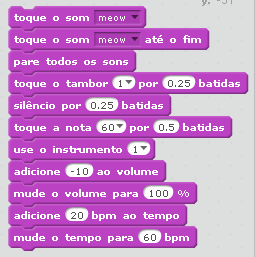 y: -51
toque o som meow
toque o som meow até o fim
pare todos os sons
toque o tambor 1 por 0.25 batidas
silêncio por 0.25 batidas
toque a nota 60 por 0.5 batidas
use o instrumento 1
adicione -10 ao volume
mude o volume para 100 %
adicione 20 bpm ao tempo
mude o tempo para 60 bpm